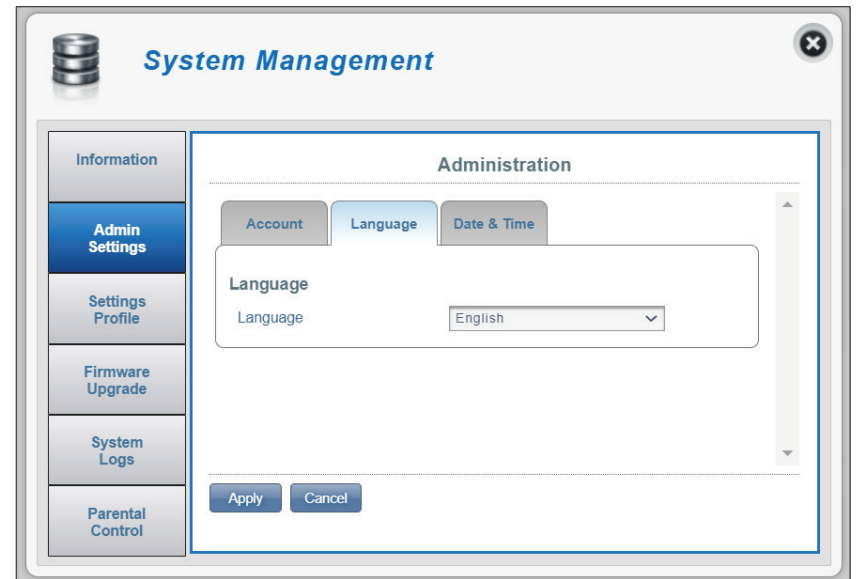 System Management
Information
Admin
Settings
Settings
Profile
Firmware
Upgrade
System
Logs
Parental
Control
Administration
Account
Language
Date & Time
Language
Language
English
Apply
Cancel